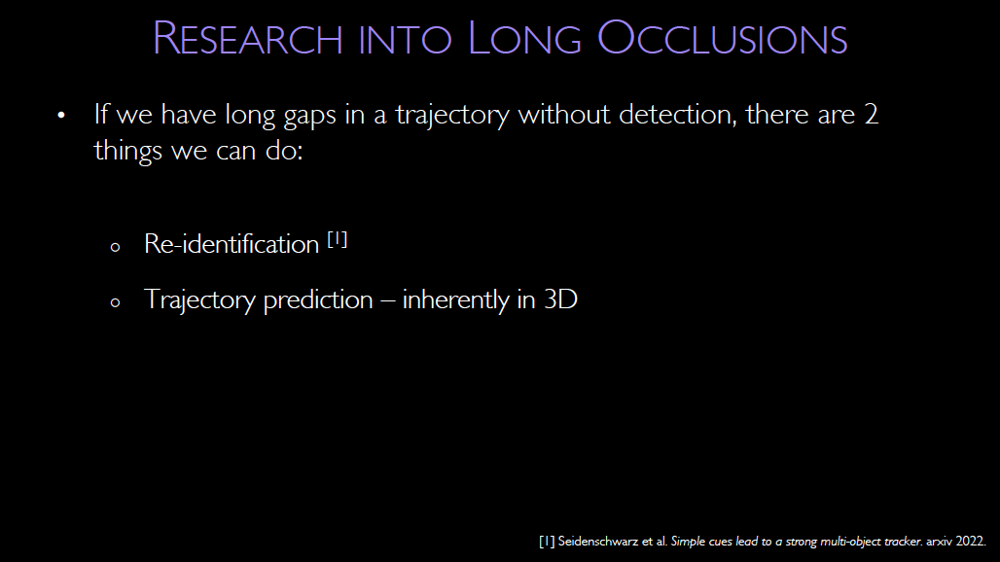 RESEARCH INTO LONG OCCLUSIONS
• If we have long gaps in a trajectory without detection, there are 2
things we can do:
○ Re-identification [1]
○ Trajectory prediction – inherently in 3D
[1] Seidenschwarz et al. Simple cues lead to a strong multi-object tracker. arxiv 2022.